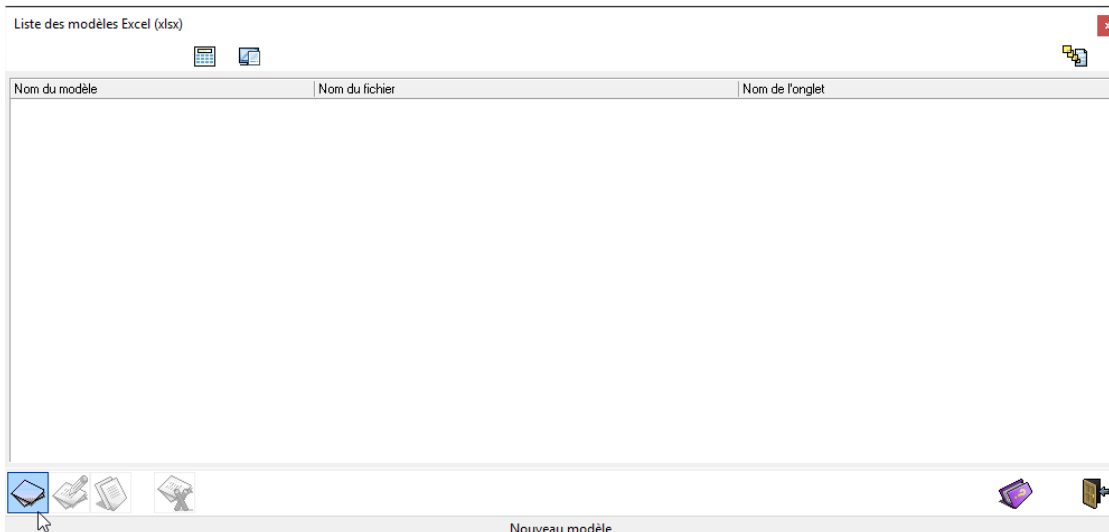 Liste des modèles Excel (xlsx)
Nom du modèle
Nom du fichier
Nom de l'onglet
Nouveau modèle